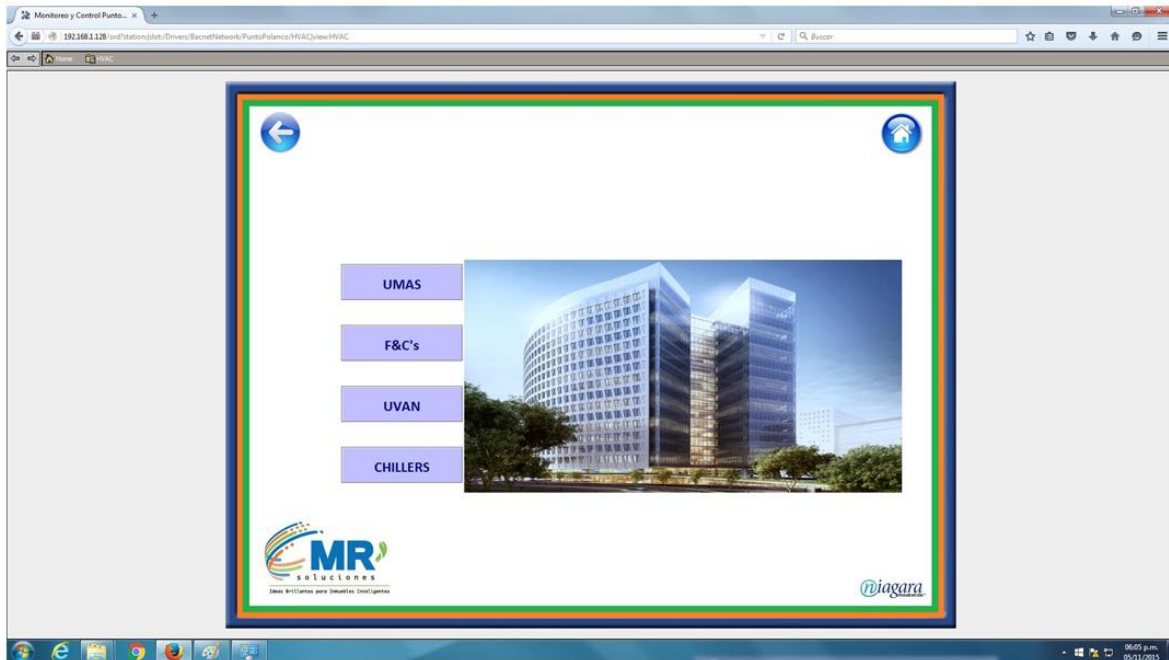 Monitoreo y Control Punto...
192.168.1.128/ord?station:|slot:/Drivers/BacnetNetwork/PuntoPolanco/HVAC|view:HVAC
Buscar
Home
HVAC
UMAS
F&C's
UVAN
CHILLERS
MR
soluciones
Ideas Brillantes para Inmuebles Inteligentes
niagara
06:05 p.m.
05/11/2015